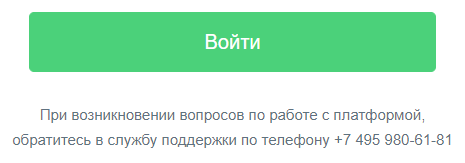 Войти
При возникновении вопросов по работе с платформой,
обратитесь в службу поддержки по телефону +7 495 980-61-81